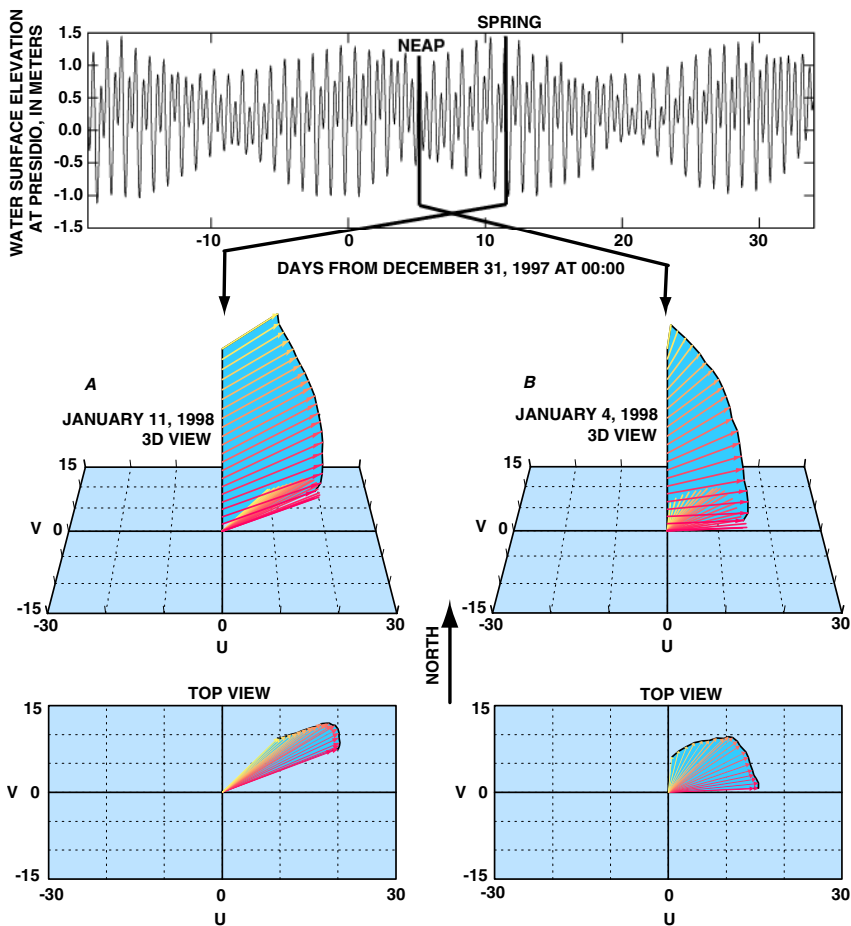 SPRING
NEAP
WATER SURFACE ELEVATION
AT PRESIDIO, IN METERS
1.5
1.0
0.5
0.0
-0.5
-1.0
-1.5
-10 0 10 20 30
DAYS FROM DECEMBER 31, 1997 AT 00:00
A
JANUARY 11, 1998
3D VIEW
15
V 0
-15
-30 0 30
U
B
JANUARY 4, 1998
3D VIEW
15
V 0
-15
-30 0 30
U
NORTH
TOP VIEW
15
V 0
-15
-30 0 30
U
TOP VIEW
15
V 0
-15
-30 0 30
U